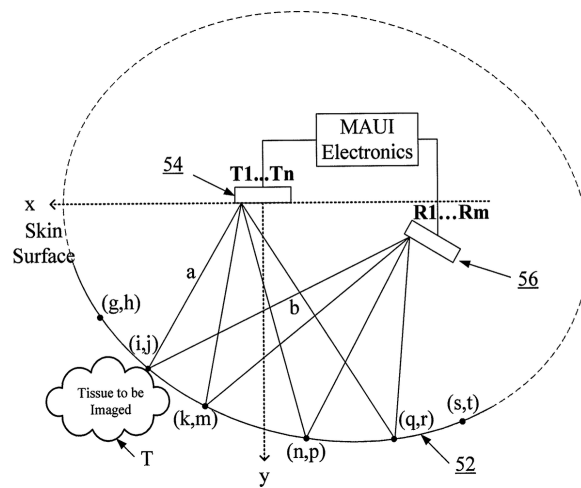 MAUI
Electronics
54
T1...Tn
x
Skin
Surface
R1...Rm
56
a
b
(g,h)
(i,j)
Tissue to be
Imaged
(k,m)
(s,t)
(q,r)
(n,p)
T
52
y